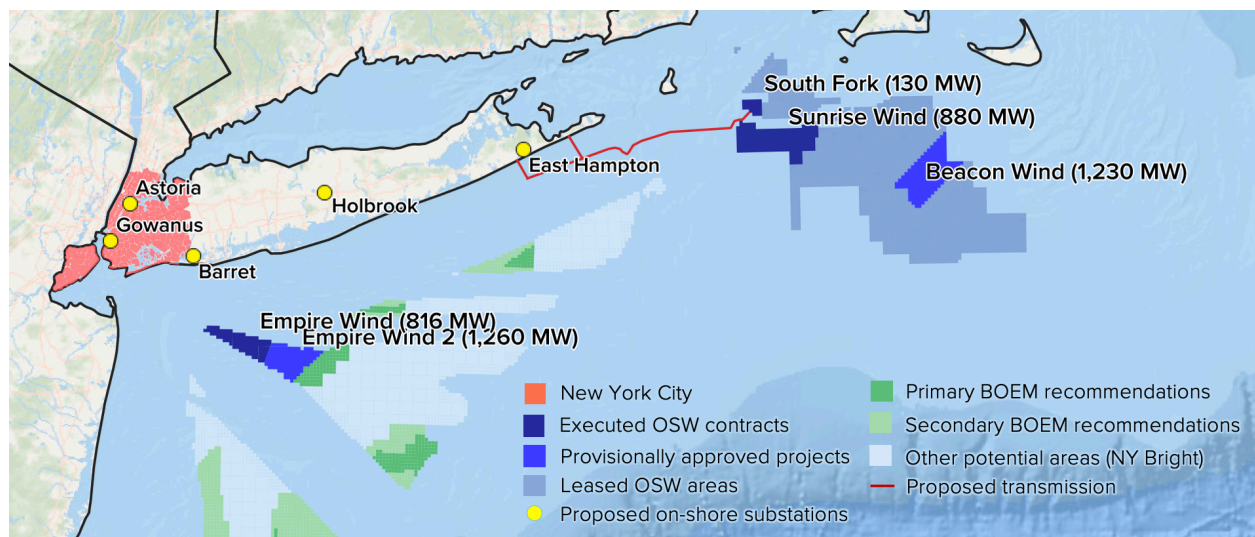 South Fork (130 MW)
Sunrise Wind (880 MW)
East Hampton
Beacon Wind (1,230 MW)
Astoria
Holbrook
Gowanus
Barret
Empire Wind (816 MW)
Empire Wind 2 (1,260 MW)
New York City
Executed OSW contracts
Provisionally approved projects
Leased OSW areas
Proposed on-shore substations
Primary BOEM recommendations
Secondary BOEM recommendations
Other potential areas (NY Bright)
Proposed transmission